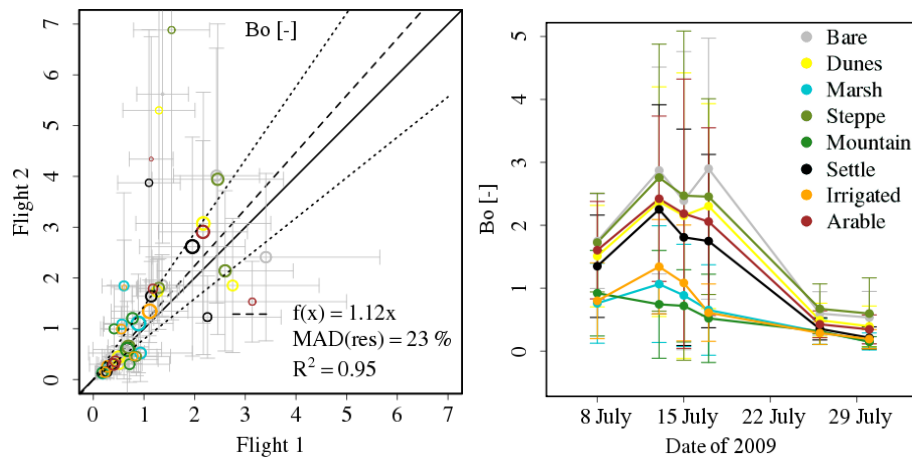 Bo [-]
7
6
5
4
3
2
1
0
Flight 2
f(x) = 1.12x
MAD(res) = 23 %
R² = 0.95
0 1 2 3 4 5 6 7
Flight 1
5
4
3
2
1
0
Bo [-]
Bare
Dunes
Marsh
Steppe
Mountain
Settle
Irrigated
Arable
8 July 15 July 22 July 29 July
Date of 2009